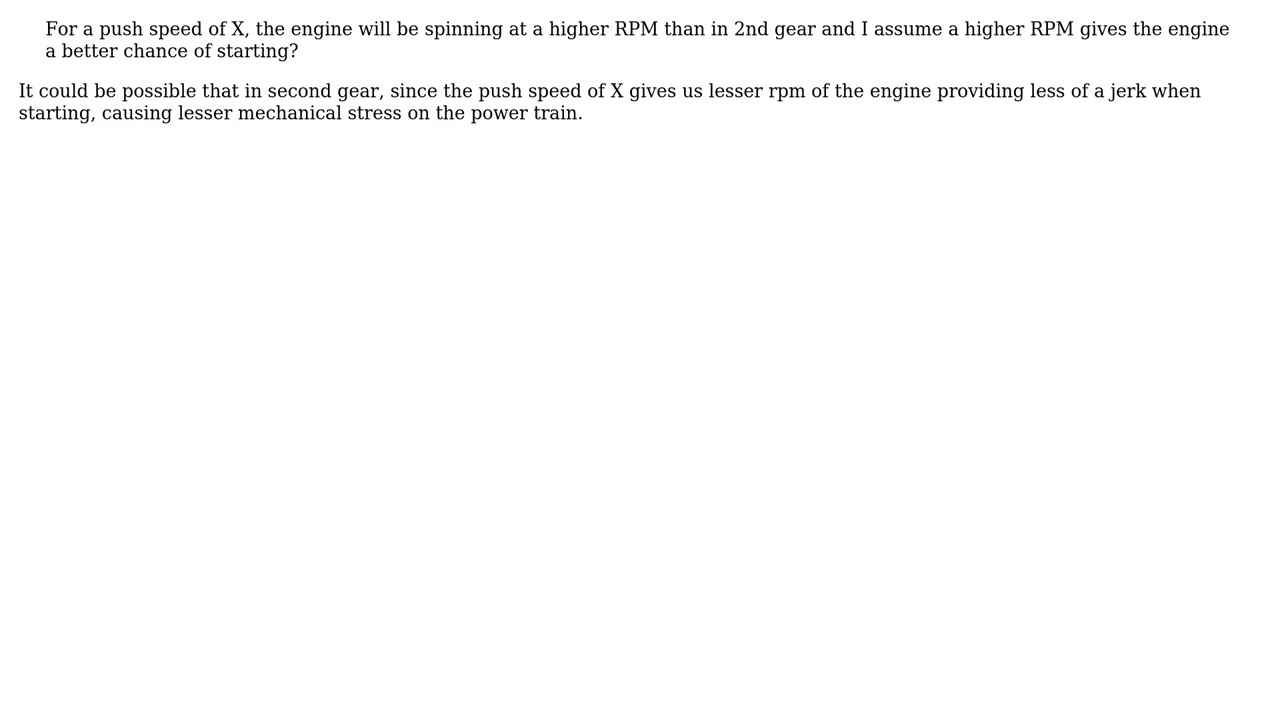 For a push speed of X, the engine will be spinning at a higher RPM than in 2nd gear and I assume a higher RPM gives the engine
a better chance of starting?
It could be possible that in second gear, since the push speed of X gives us lesser rpm of the engine providing less of a jerk when
starting, causing lesser mechanical stress on the power train.